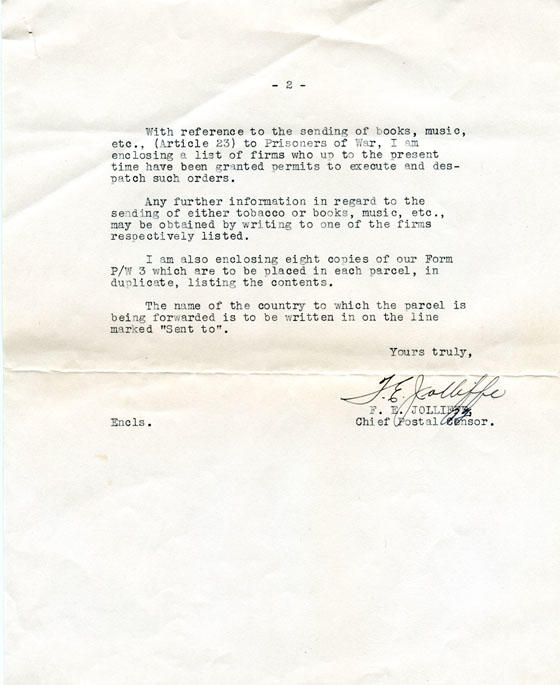 - 2 -
With reference to the sending of books, music,
etc., (Article 23) to Prisoners of War, I am
enclosing a list of firms who up to the present
time have been granted permits to execute and des-
patch such orders.
Any further information in regard to the
sending of either tobacco or books, music, etc.,
may be obtained by writing to one of the firms
respectively listed.
I am also enclosing eight copies of our Form
P/W 3 which are to be placed in each parcel, in
duplicate, listing the contents.
The name of the country to which the parcel is
being forwarded is to be written in on the line
marked "Sent to".
Yours truly,
F. E. Jolliffe
F. E. JOLLIFFE,
Encls. Chief Postal Censor.